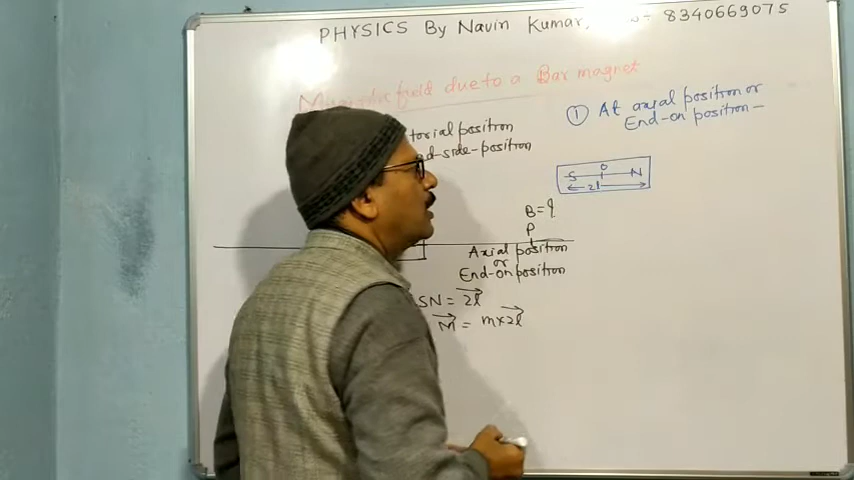 PHYSICS By Navin Kumar, 8340669075
Magnetic field due to a Bar magnet
torial position
d-side-position
① At axial position or
End-on position-
S O N
2l
B=?
P
Axial position
or
End-on position
SN = 2l
M = m×2l